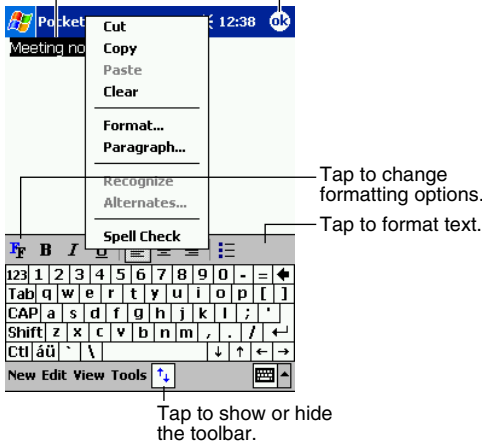 Pocket 12:38 ok
Meeting no
Cut
Copy
Paste
Clear
Format...
Paragraph...
Recognize
Alternates...
Spell Check
Tap to change
formatting options.
Tap to format text.
B I U
123 1 2 3 4 5 6 7 8 9 0 - =
Tab q w e r t y u i o p [ ]
CAP a s d f g h j k l ; '
Shift z x c v b n m , . /
Ctl áü ` \ ↓ ↑ ← →
New Edit View Tools
Tap to show or hide
the toolbar.